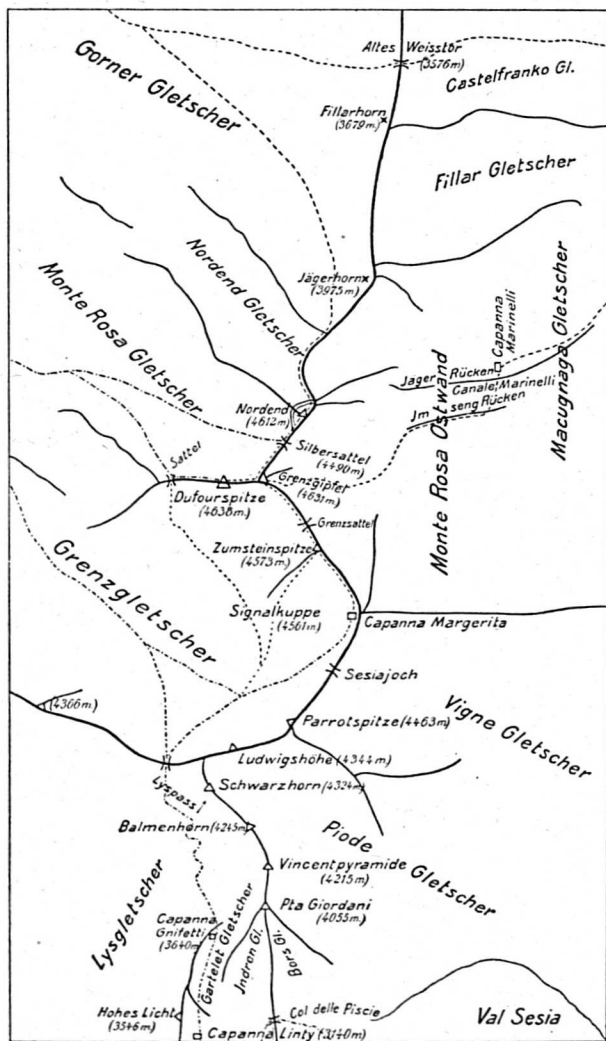 Altes Weisstor
(3576m)
Castelfranko Gl.
Gorner Gletscher
Fillarhorn
(3679m.)
Fillar Gletscher
Jägerhorn
(3975m)
Nordend Gletscher
Monte Rosa Gletscher
Capanna
Marinelli
Macugnaga Gletscher
Jäger Rücken
Canale Marinelli
Jm seng Rücken
Monte Rosa Ostwand
Nordend
(4612m)
Silbersattel
(4490m)
Sattel
Grenzgipfel
(4631m)
Dufourspitze
(4638m.)
Grenzsattel
Zumsteinspitze
(4573m.)
Grenzgletscher
Signalkuppe
(4561m)
Capanna Margerita
Sesiajoch
Vigne Gletscher
(4366m.)
Parrotspitze (4463m)
Ludwigshöhe (4344m)
Lyspass
Schwarzhorn (4324m)
Balmenhorn (4245m)
Piode Gletscher
Vincentpyramide
(4215m)
Lysgletscher
Pta Giordani
(4055m.)
Capanna
Gnifetti
(3640m)
Gartelet Gletscher
Jndren Gl.
Bors Gl.
Hohes Licht
(3546m)
Col delle Piscie
Val Sesia
Capanna Linty (3140m)